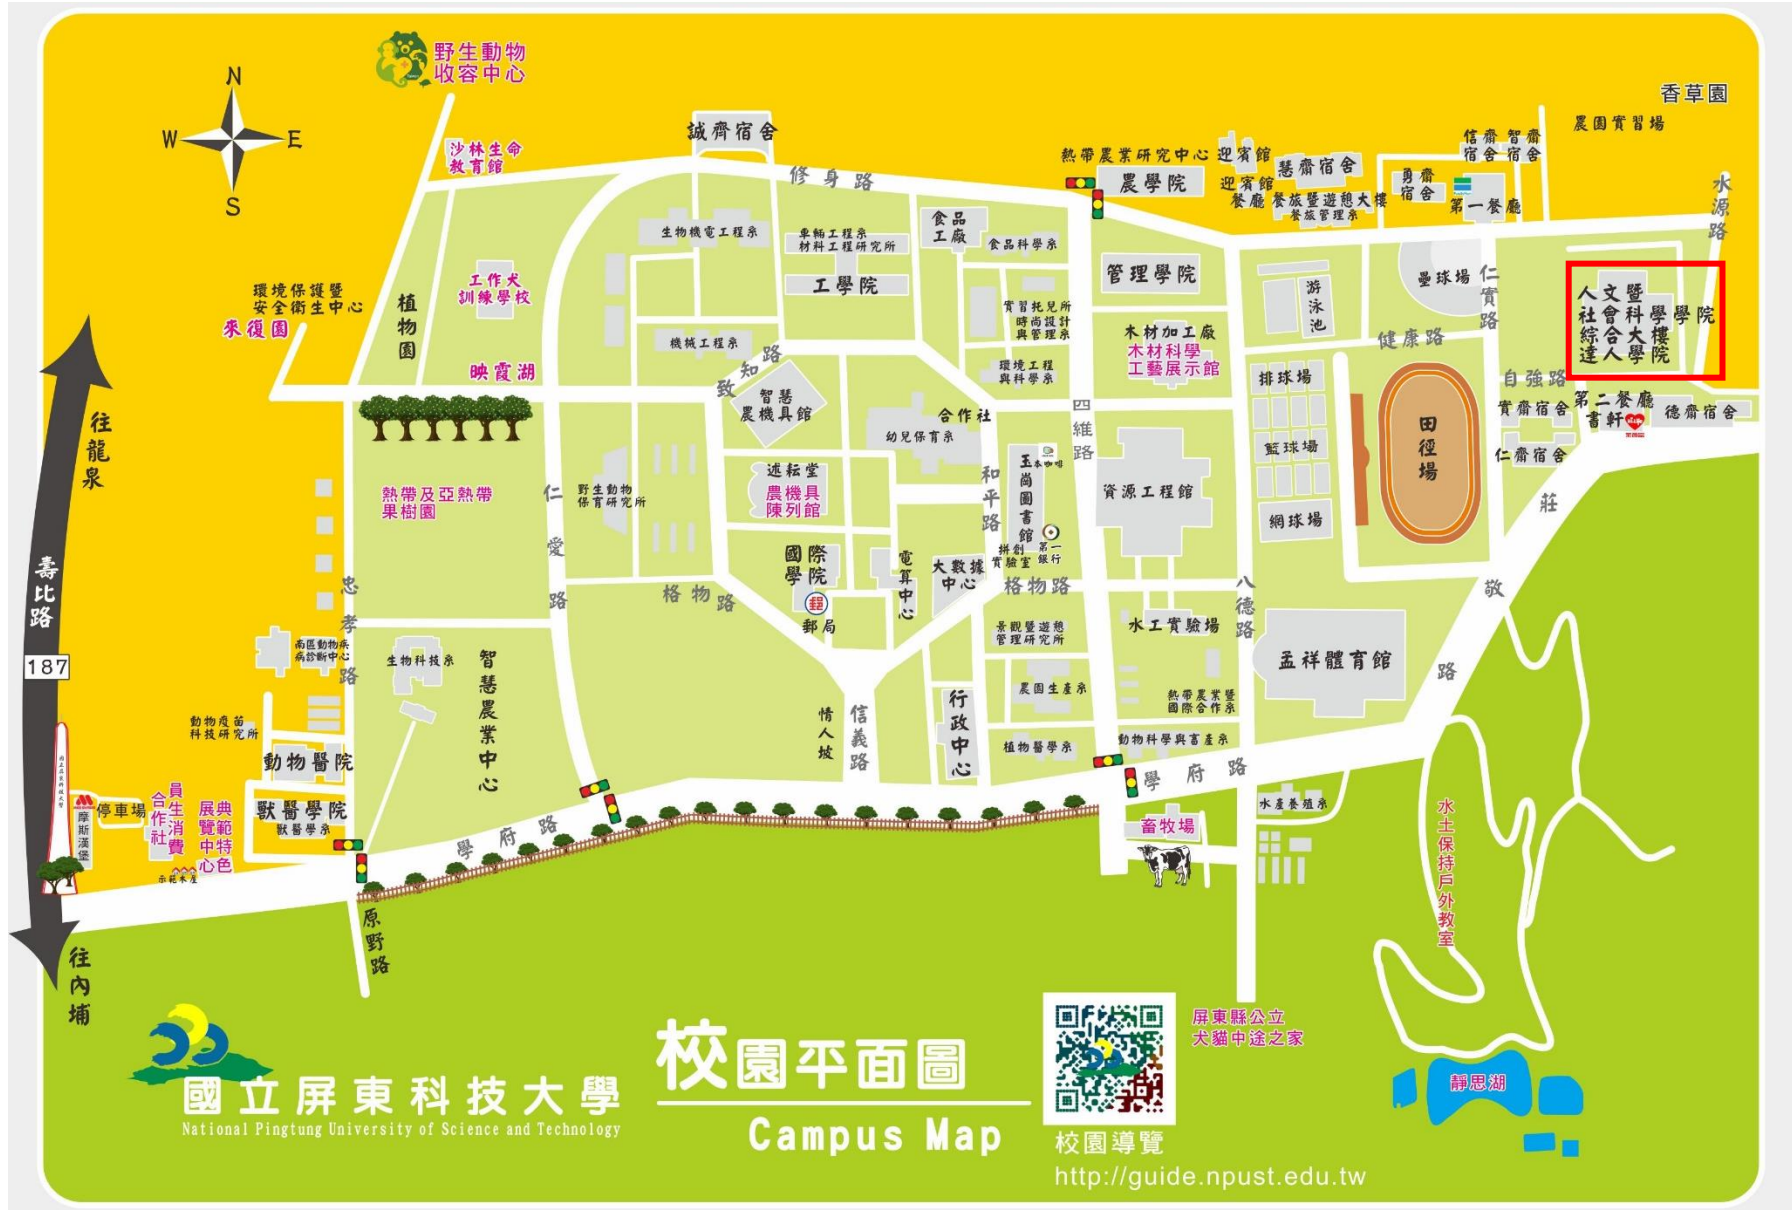 野生動物
收容中心
N
W
E
S
香草園
農園實習場
誠齊宿舍
沙林生命
教育館
修身路
熱帶農業研究中心
迎賓館
農學院
迎賓館
餐廳
慧齋宿舍
餐旅暨遊憩大樓
餐旅管理系
信齋
宿舍
智齋
宿舍
勇齋
宿舍
第一餐廳
水源路
生物機電工程系
車輛工程系
材料工程研究所
工學院
食品
工廠
食品科學系
管理學院
游泳池
壘球場
仁實路
人文暨
社會科學學院
綜合大樓
達人學院
環境保護暨
安全衛生中心
來復園
植物園
工作犬
訓練學校
映霞湖
機械工程系
致知路
實習托兒所
時尚設計
與管理系
環境工程
與科學系
木材加工廠
木材科學
工藝展示館
健康路
排球場
自強路
實齋宿舍
第二餐廳
書軒
德齋宿舍
仁齋宿舍
往龍泉
智慧
農機具館
合作社
幼兒保育系
四維路
籃球場
田徑場
熱帶及亞熱帶
果樹園
野生動物
保育研究所
述耘堂
農機具
陳列館
和平路
玉尚圖書館
資源工程館
網球場
莊敬路
壽比路
187
仁愛路
國際
學院
郵局
電算中心
大數據
中心
拼創
實驗室
第一
銀行
格物路
格物路
八德路
忠孝路
南區動物疾
病診斷中心
生物科技系
智慧農業中心
景觀暨遊憩
管理研究所
水工實驗場
孟祥體育館
動物疫苗
科技研究所
動物醫院
情人坡
信義路
行政中心
農園生產系
植物醫學系
熱帶農業暨
國際合作系
動物科學與畜產系
摩斯漢堡
停車場
員生消費
合作社
典範特色
展覽中心
示範木屋
獸醫學院
獸醫學系
學府路
學府路
畜牧場
水產養殖系
水土保持戶外教室
往內埔
原野路
國立屏東科技大學
National Pingtung University of Science and Technology
校園平面圖
Campus Map
校園導覽
http://guide.npust.edu.tw
屏東縣公立
犬貓中途之家
靜思湖